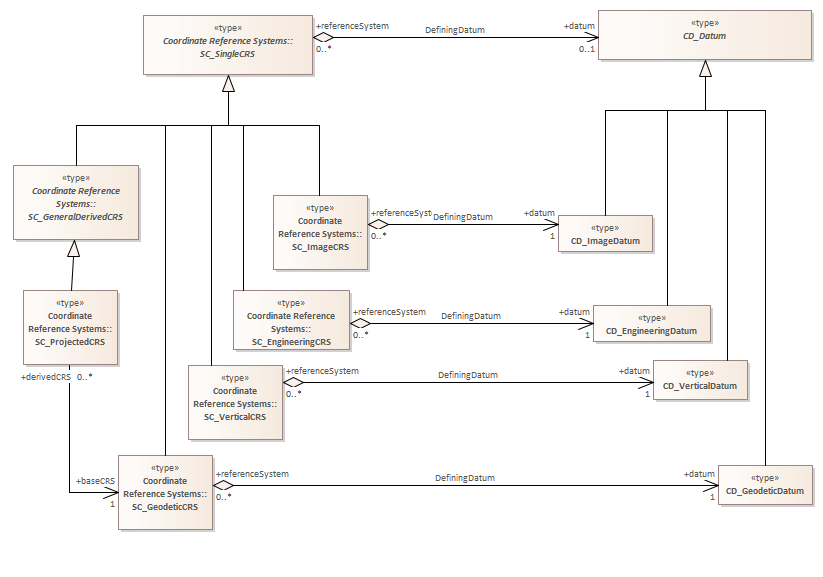 «type»
Coordinate Reference Systems::
SC_SingleCRS
+referenceSystem
0..*
DefiningDatum
+datum
0..1
«type»
CD_Datum
«type»
Coordinate Reference
Systems::
SC_GeneralDerivedCRS
«type»
Coordinate
Reference Systems::
SC_ImageCRS
+referenceSyst
0..*
DefiningDatum
+datum
1
«type»
CD_ImageDatum
«type»
Coordinate
Reference Systems::
SC_ProjectedCRS
+derivedCRS 0..*
«type»
Coordinate Reference
Systems::
SC_EngineeringCRS
+referenceSystem
0..*
DefiningDatum
+datum
1
«type»
CD_EngineeringDatum
«type»
Coordinate
Reference Systems::
SC_VerticalCRS
+referenceSystem
0..*
DefiningDatum
+datum
1
«type»
CD_VerticalDatum
+baseCRS
1
«type»
Coordinate
Reference Systems::
SC_GeodeticCRS
+referenceSystem
0..*
DefiningDatum
+datum
1
«type»
CD_GeodeticDatum